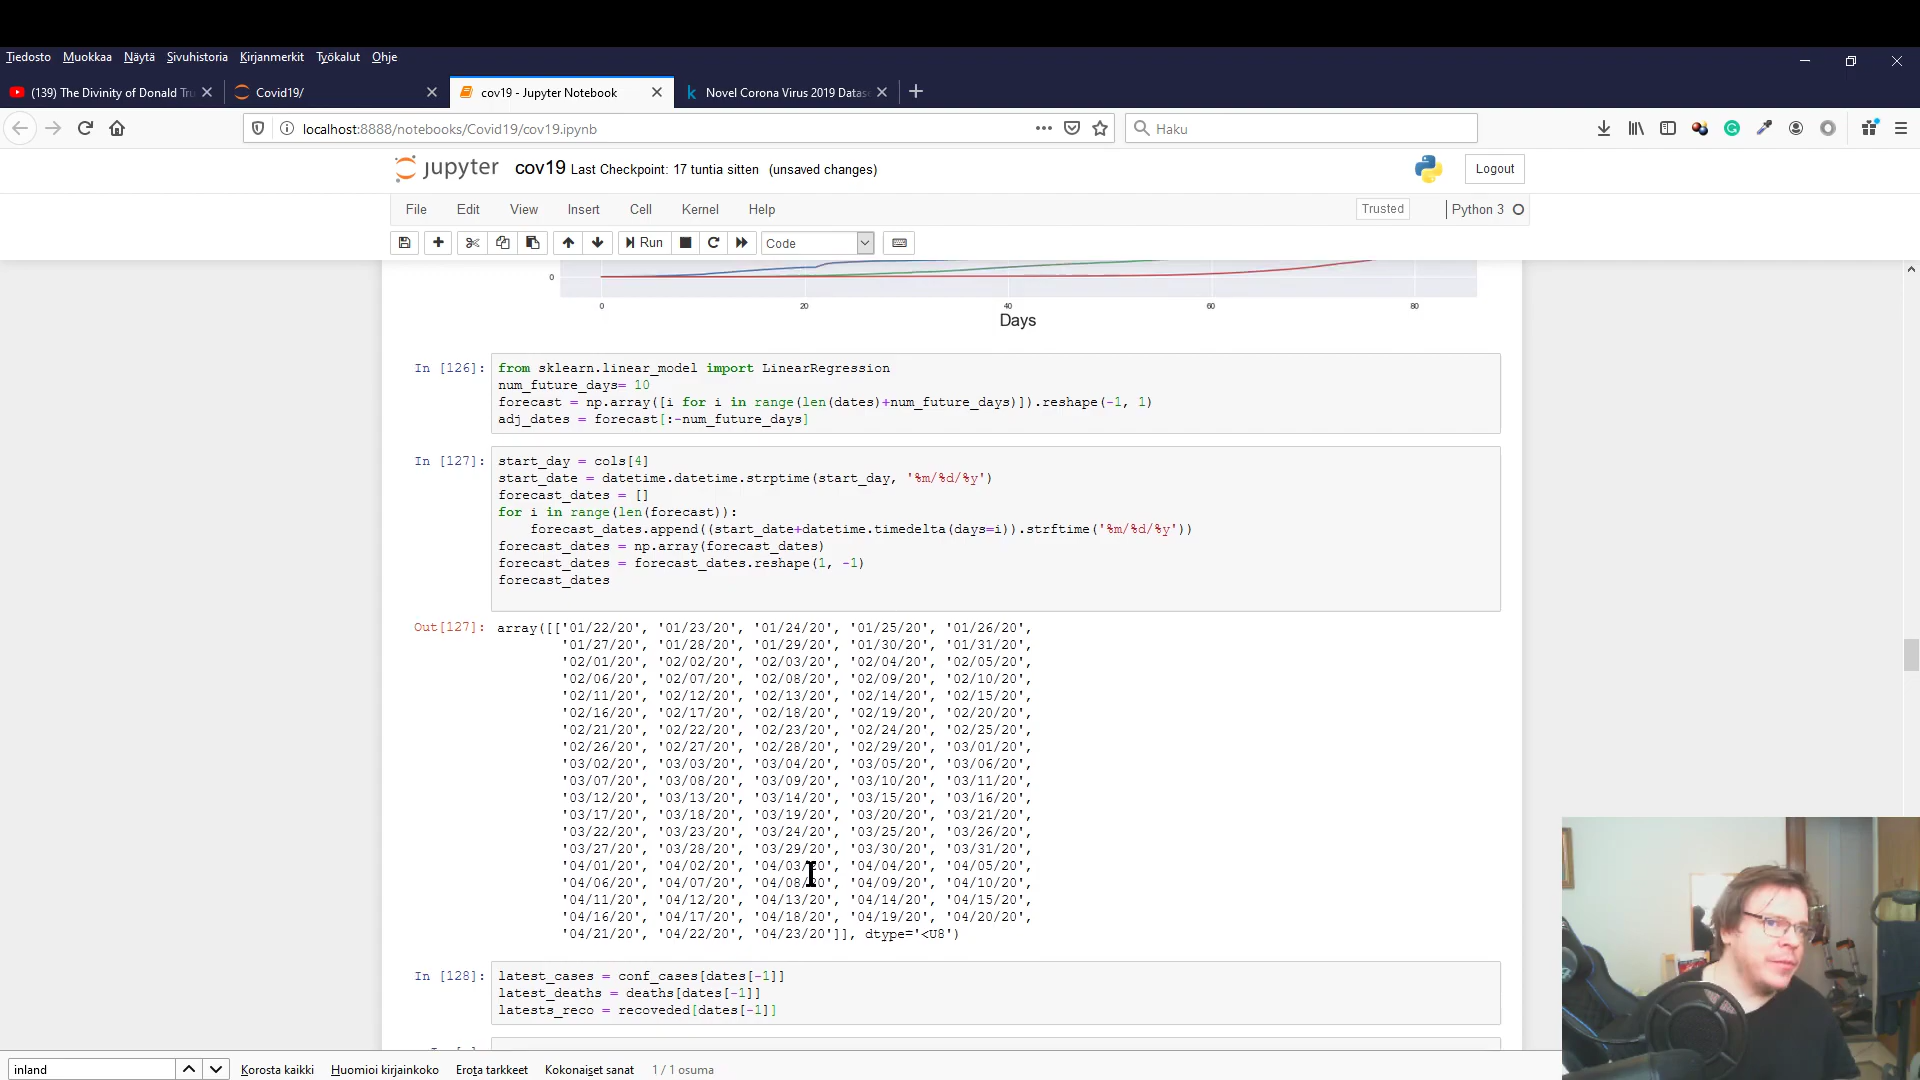 Tiedosto Muokkaa Näytä Sivuhistoria Kirjanmerkit Työkalut Ohje
(139) The Divinity of Donald Tru
Covid19/
cov19 - Jupyter Notebook
Novel Corona Virus 2019 Datas
localhost:8888/notebooks/Covid19/cov19.ipynb
Haku
jupyter cov19 Last Checkpoint: 17 tuntia sitten (unsaved changes)
Logout
File Edit View Insert Cell Kernel Help
Trusted
Python 3
Run
Code
0
0 20 40 60 80
Days
In [126]:
from sklearn.linear_model import LinearRegression
num_future_days= 10
forecast = np.array([i for i in range(len(dates)+num_future_days)]).reshape(-1, 1)
adj_dates = forecast[:-num_future_days]
In [127]:
start_day = cols[4]
start_date = datetime.datetime.strptime(start_day, '%m/%d/%y')
forecast_dates = []
for i in range(len(forecast)):
    forecast_dates.append((start_date+datetime.timedelta(days=i)).strftime('%m/%d/%y'))
forecast_dates = np.array(forecast_dates)
forecast_dates = forecast_dates.reshape(1, -1)
forecast_dates
Out[127]:
array([['01/22/20', '01/23/20', '01/24/20', '01/25/20', '01/26/20',
'01/27/20', '01/28/20', '01/29/20', '01/30/20', '01/31/20',
'02/01/20', '02/02/20', '02/03/20', '02/04/20', '02/05/20',
'02/06/20', '02/07/20', '02/08/20', '02/09/20', '02/10/20',
'02/11/20', '02/12/20', '02/13/20', '02/14/20', '02/15/20',
'02/16/20', '02/17/20', '02/18/20', '02/19/20', '02/20/20',
'02/21/20', '02/22/20', '02/23/20', '02/24/20', '02/25/20',
'02/26/20', '02/27/20', '02/28/20', '02/29/20', '03/01/20',
'03/02/20', '03/03/20', '03/04/20', '03/05/20', '03/06/20',
'03/07/20', '03/08/20', '03/09/20', '03/10/20', '03/11/20',
'03/12/20', '03/13/20', '03/14/20', '03/15/20', '03/16/20',
'03/17/20', '03/18/20', '03/19/20', '03/20/20', '03/21/20',
'03/22/20', '03/23/20', '03/24/20', '03/25/20', '03/26/20',
'03/27/20', '03/28/20', '03/29/20', '03/30/20', '03/31/20',
'04/01/20', '04/02/20', '04/03/20', '04/04/20', '04/05/20',
'04/06/20', '04/07/20', '04/08/20', '04/09/20', '04/10/20',
'04/11/20', '04/12/20', '04/13/20', '04/14/20', '04/15/20',
'04/16/20', '04/17/20', '04/18/20', '04/19/20', '04/20/20',
'04/21/20', '04/22/20', '04/23/20']], dtype='<U8')
In [128]:
latest_cases = conf_cases[dates[-1]]
latest_deaths = deaths[dates[-1]]
latests_reco = recoveded[dates[-1]]
inland
Korosta kaikki Huomioi kirjainkoko Erota tarkkeet Kokonaiset sanat 1 / 1 osuma